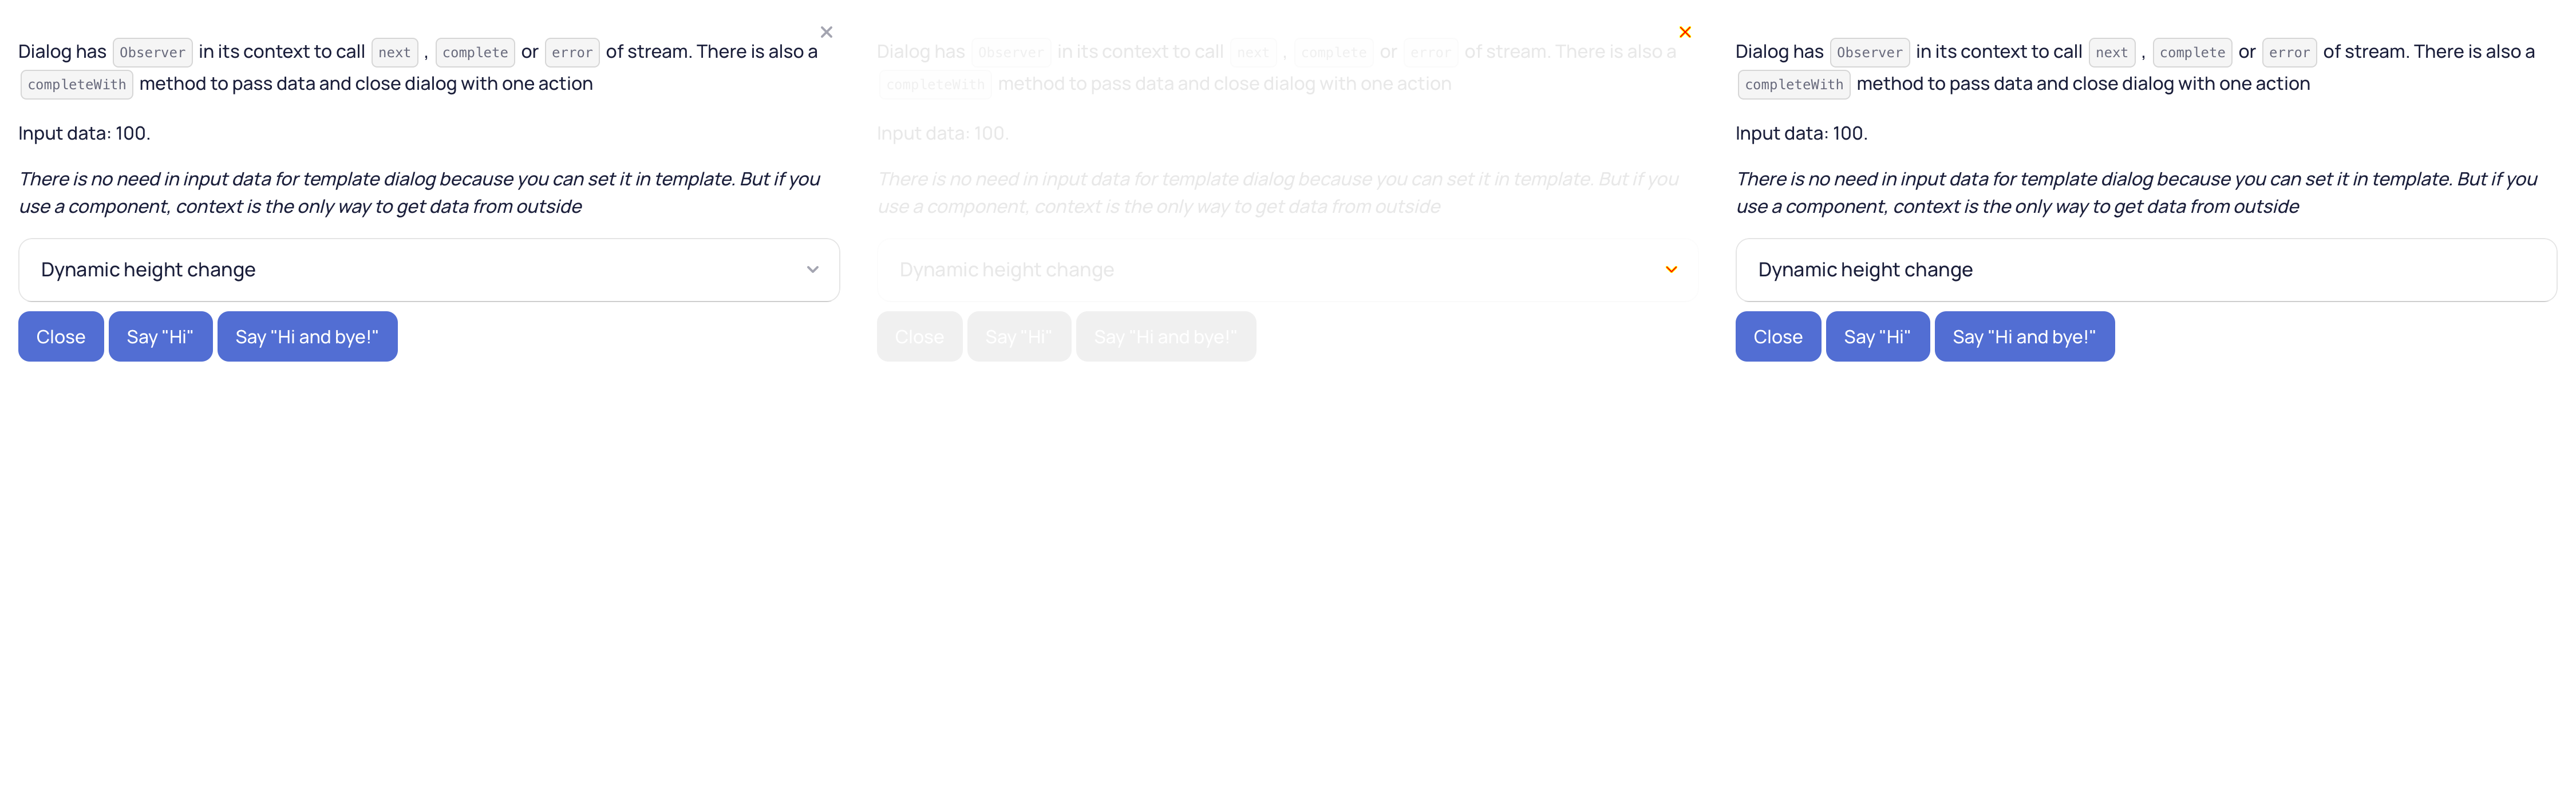 Dialog has Observer in its context to call next , complete or error of stream. There is also a
completeWith method to pass data and close dialog with one action
Input data: 100.
There is no need in input data for template dialog because you can set it in template. But if you
use a component, context is the only way to get data from outside
Dynamic height change
Close Say "Hi" Say "Hi and bye!"
Dialog has Observer in its context to call next , complete or error of stream. There is also a
completeWith method to pass data and close dialog with one action
Input data: 100.
There is no need in input data for template dialog because you can set it in template. But if you
use a component, context is the only way to get data from outside
Dynamic height change
Close Say "Hi" Say "Hi and bye!"
Dialog has Observer in its context to call next , complete or error of stream. There is also a
completeWith method to pass data and close dialog with one action
Input data: 100.
There is no need in input data for template dialog because you can set it in template. But if you
use a component, context is the only way to get data from outside
Dynamic height change
Close Say "Hi" Say "Hi and bye!"